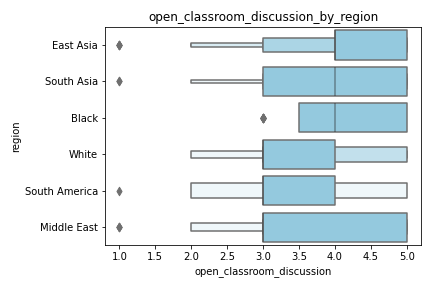 open_classroom_discussion_by_region
East Asia
South Asia
Black
White
South America
Middle East
region
1.0 1.5 2.0 2.5 3.0 3.5 4.0 4.5 5.0
open_classroom_discussion